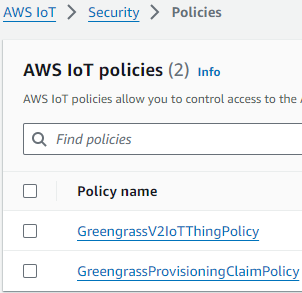 AWS IoT > Security > Policies
AWS IoT policies (2) Info
AWS IoT policies allow you to control access to the
Find policies
Policy name
GreengrassV2IoTThingPolicy
GreengrassProvisioningClaimPolicy